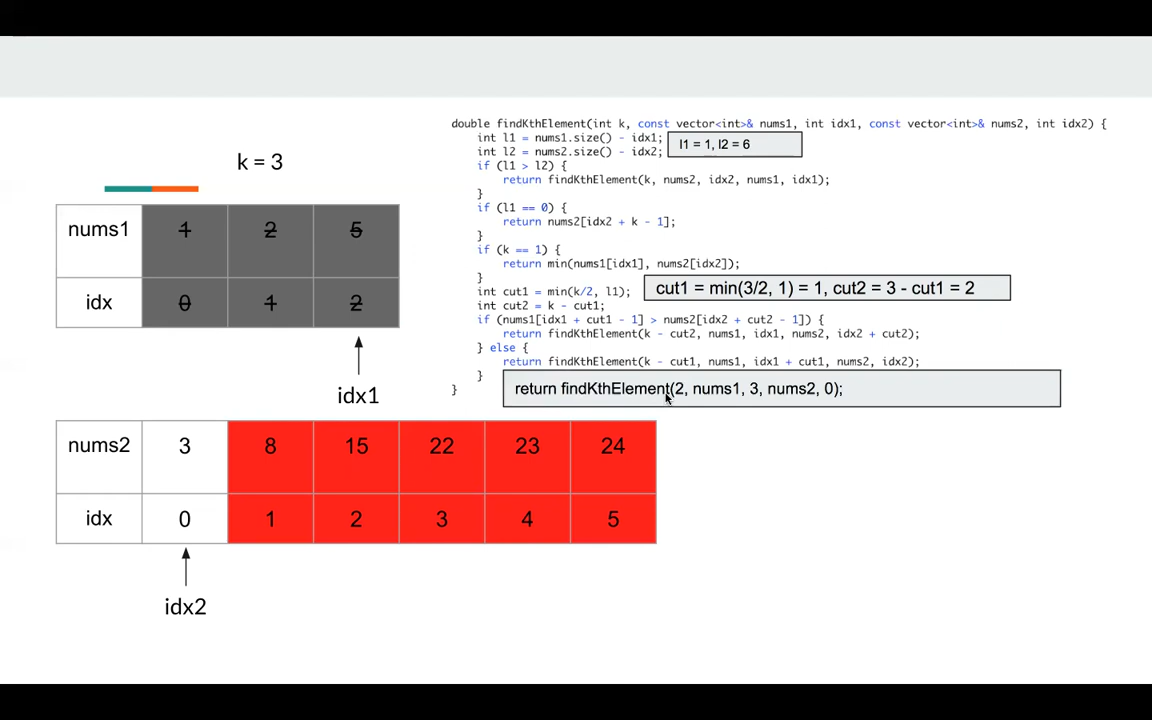 k = 3
nums1 1 2 5
idx 0 1 2
idx1
double findKthElement(int k, const vector<int>& nums1, int idx1, const vector<int>& nums2, int idx2) {
int l1 = nums1.size() - idx1;
int l2 = nums2.size() - idx2;
l1 = 1, l2 = 6
if (l1 > l2) {
return findKthElement(k, nums2, idx2, nums1, idx1);
}
if (l1 == 0) {
return nums2[idx2 + k - 1];
}
if (k == 1) {
return min(nums1[idx1], nums2[idx2]);
}
int cut1 = min(k/2, l1);
cut1 = min(3/2, 1) = 1, cut2 = 3 - cut1 = 2
int cut2 = k - cut1;
if (nums1[idx1 + cut1 - 1] > nums2[idx2 + cut2 - 1]) {
return findKthElement(k - cut2, nums1, idx1, nums2, idx2 + cut2);
} else {
return findKthElement(k - cut1, nums1, idx1 + cut1, nums2, idx2);
}
return findKthElement(2, nums1, 3, nums2, 0);
}
nums2 3 8 15 22 23 24
idx 0 1 2 3 4 5
idx2